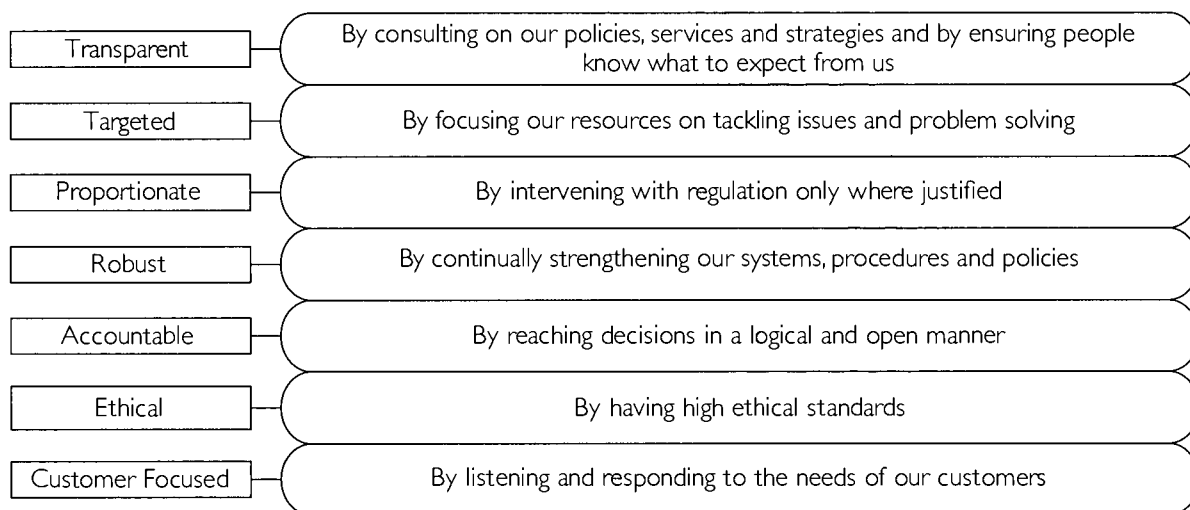 Transparent
By consulting on our policies, services and strategies and by ensuring people
know what to expect from us
Targeted
By focusing our resources on tackling issues and problem solving
Proportionate
By intervening with regulation only where justified
Robust
By continually strengthening our systems, procedures and policies
Accountable
By reaching decisions in a logical and open manner
Ethical
By having high ethical standards
Customer Focused
By listening and responding to the needs of our customers